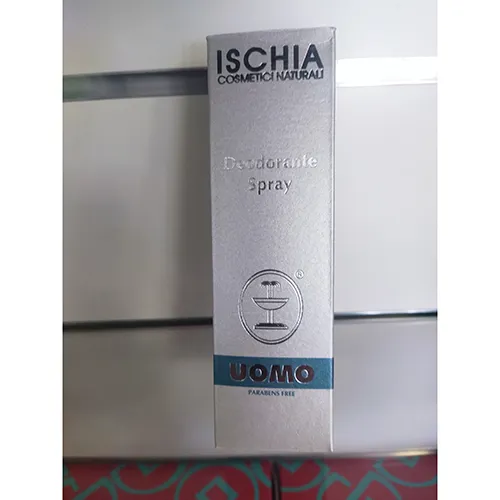 ISCHIA
COSMETICI NATURALI
Deodorante
Spray
®
UOMO
PARABENS FREE